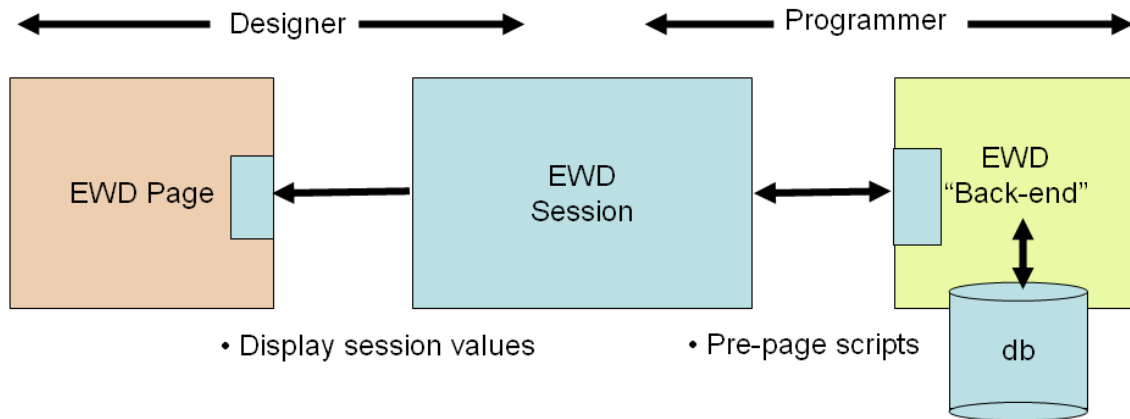 Designer
Programmer
EWD Page
EWD
Session
EWD
“Back-end”
• Display session values
• Pre-page scripts
db